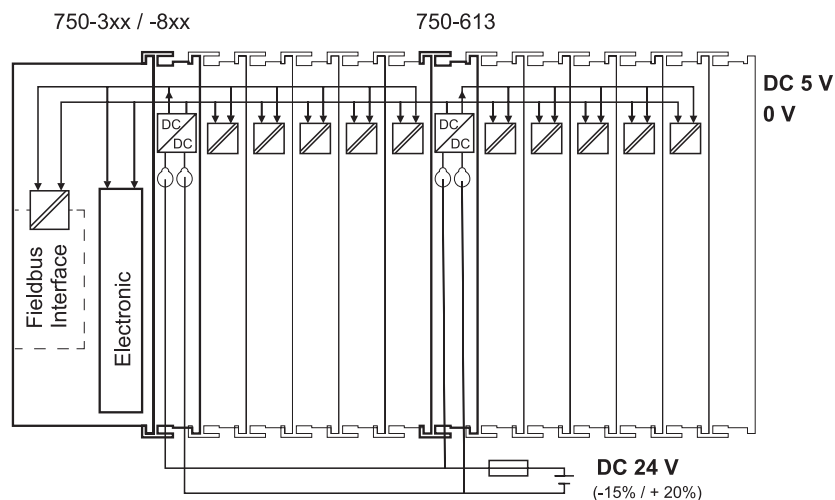 750-3xx / -8xx
750-613
DC 5 V
0 V
DC
DC
DC
DC
Fieldbus
Interface
Electronic
DC 24 V
(-15% / + 20%)